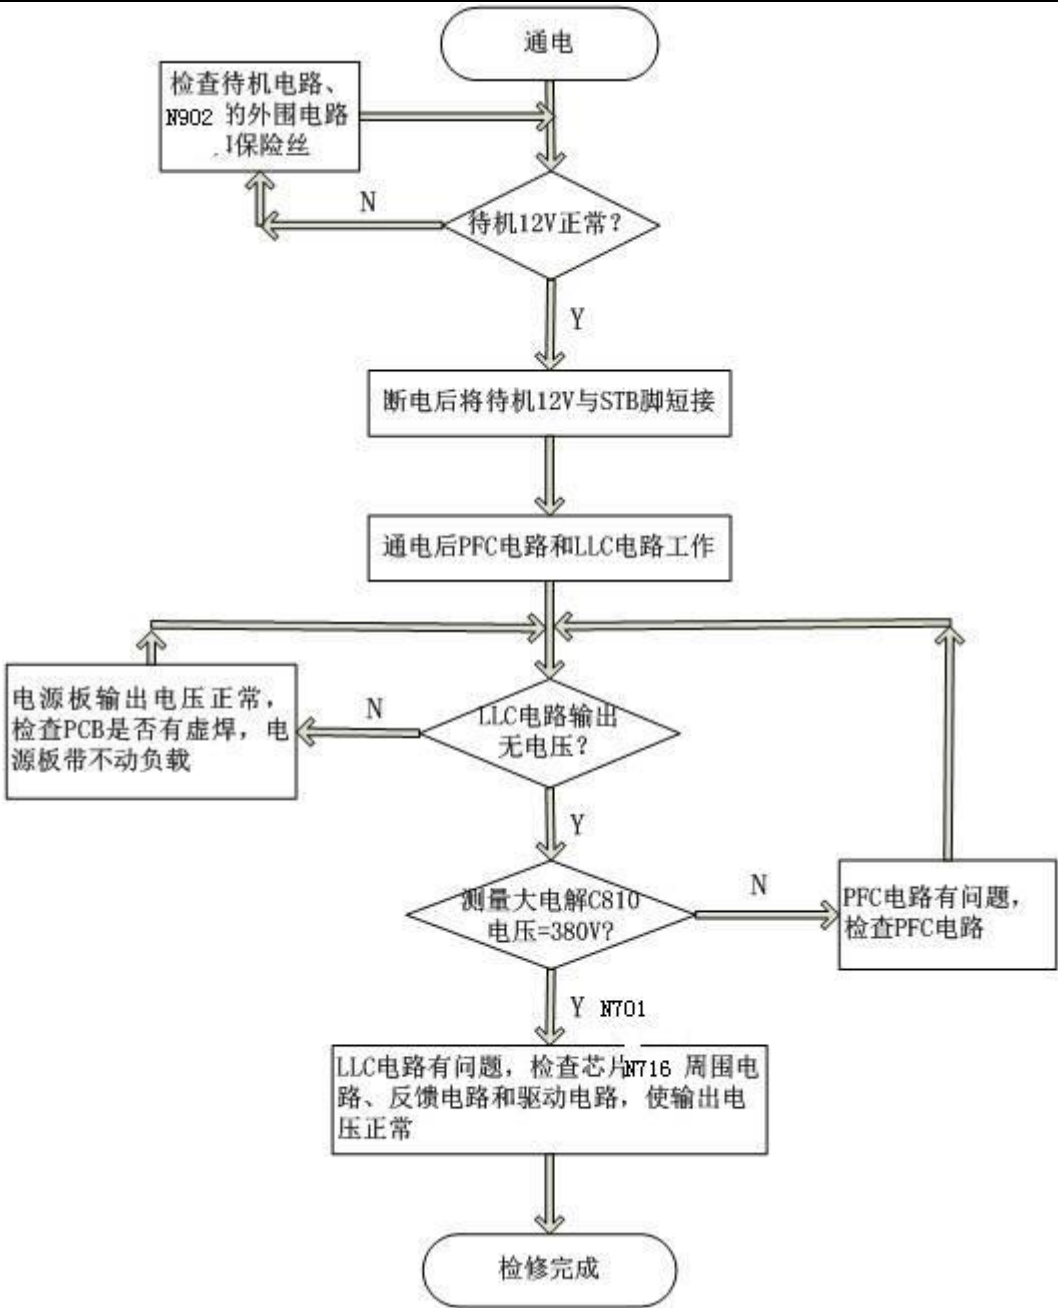 通电
检查待机电路、
N902 的外围电路
保险丝
N
待机12V正常？
Y
断电后将待机12V与STB脚短接
通电后PFC电路和LLC电路工作
电源板输出电压正常，
检查PCB是否有虚焊，电
源板带不动负载
N
LLC电路输出
无电压？
Y
测量大电解C810
电压=380V?
N
PFC电路有问题，
检查PFC电路
Y N701
LLC电路有问题，检查芯片N716 周围电
路、反馈电路和驱动电路，使输出电
压正常
检修完成